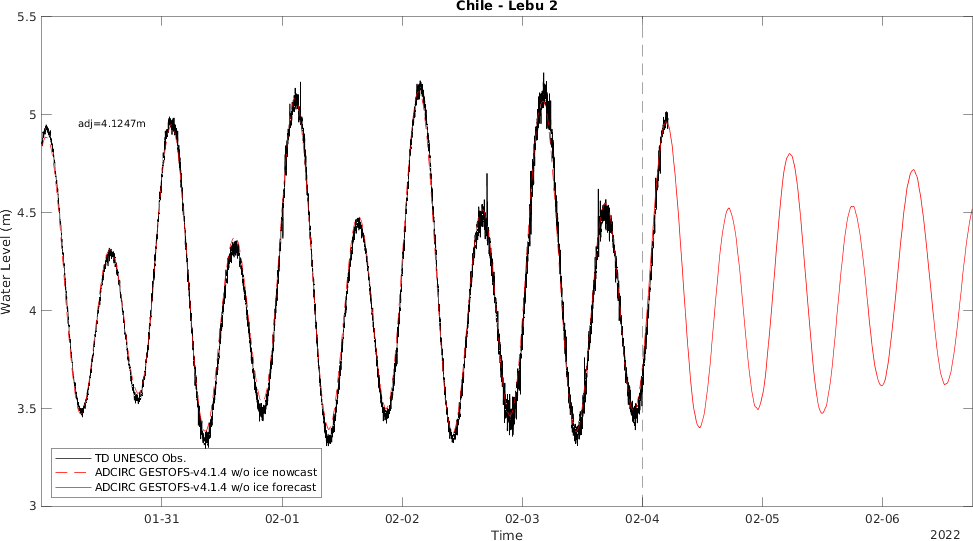 Chile - Lebu 2
5.5
5
adj=4.1247m
4.5
4
3.5
3
Water Level (m)
TD UNESCO Obs.
ADCIRC GESTOFS-v4.1.4 w/o ice nowcast
ADCIRC GESTOFS-v4.1.4 w/o ice forecast
01-31 02-01 02-02 02-03 02-04 02-05 02-06
Time
2022